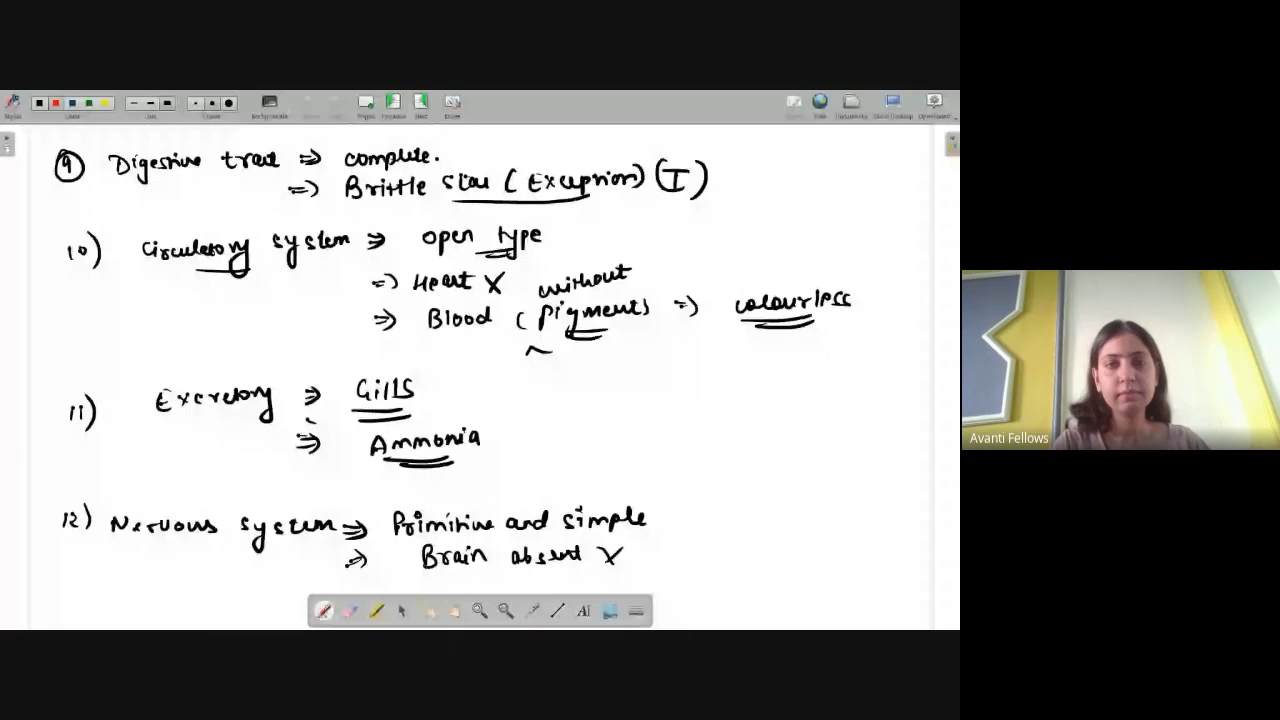 9 Digestive tract ⇒ complete.
⇒ Brittle star (Exception) (I)
10) Circulatory system ⇒ open type
⇒ Heart X
without
⇒ Blood ( pigments ⇒ colourless
11) Excretory ⇒ Gills
⇒ Ammonia
12) Nervous system ⇒ Primitive and simple
⇒ Brain absent X
Avanti Fellows